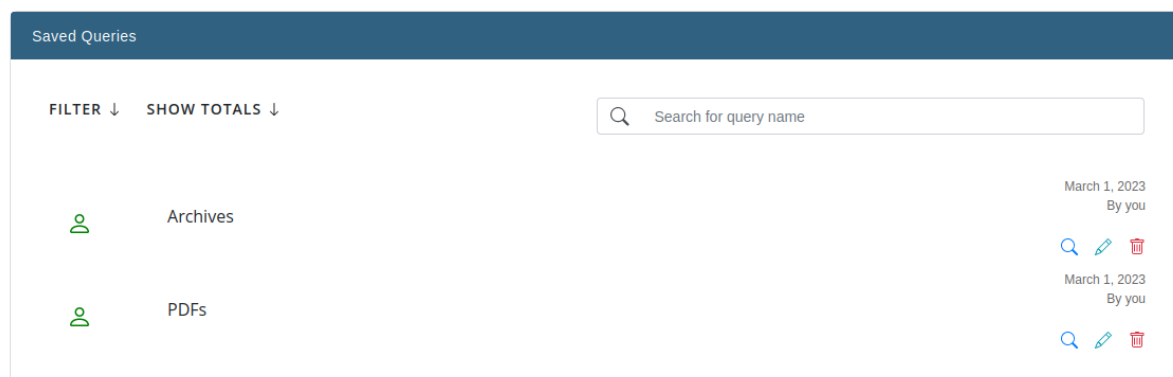 Saved Queries
FILTER ↓ SHOW TOTALS ↓
Search for query name
March 1, 2023
Archives
By you
March 1, 2023
PDFs
By you